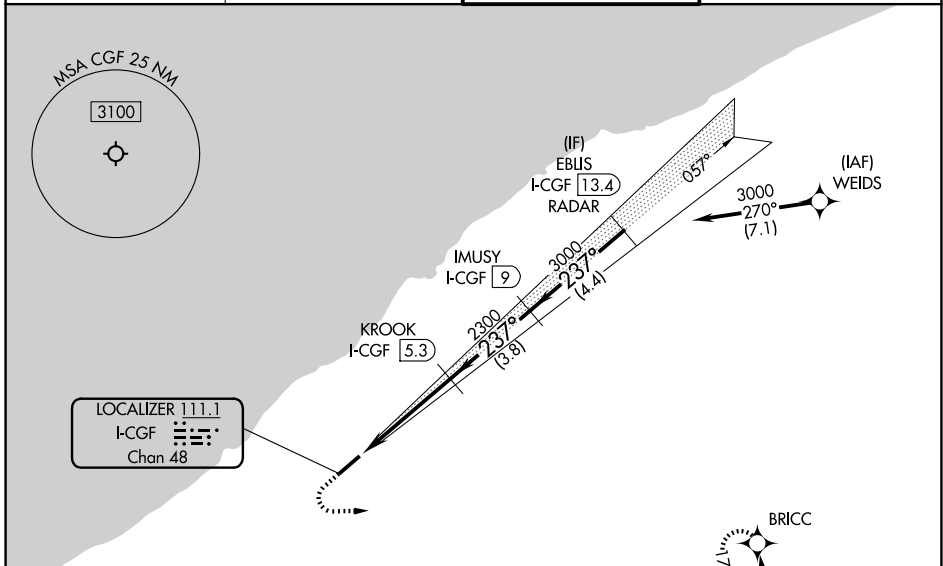 MSA CGF 25 NM
3100
(IF)
EBLIS
I-CGF 13.4
RADAR
057°
(IAF)
WEIDS
3000
270°
(7.1)
IMUSY
I-CGF 9
3000
237°
(4.4)
KROOK
I-CGF 5.3
2300
237°
(3.8)
LOCALIZER 111.1
I-CGF
Chan 48
BRICC